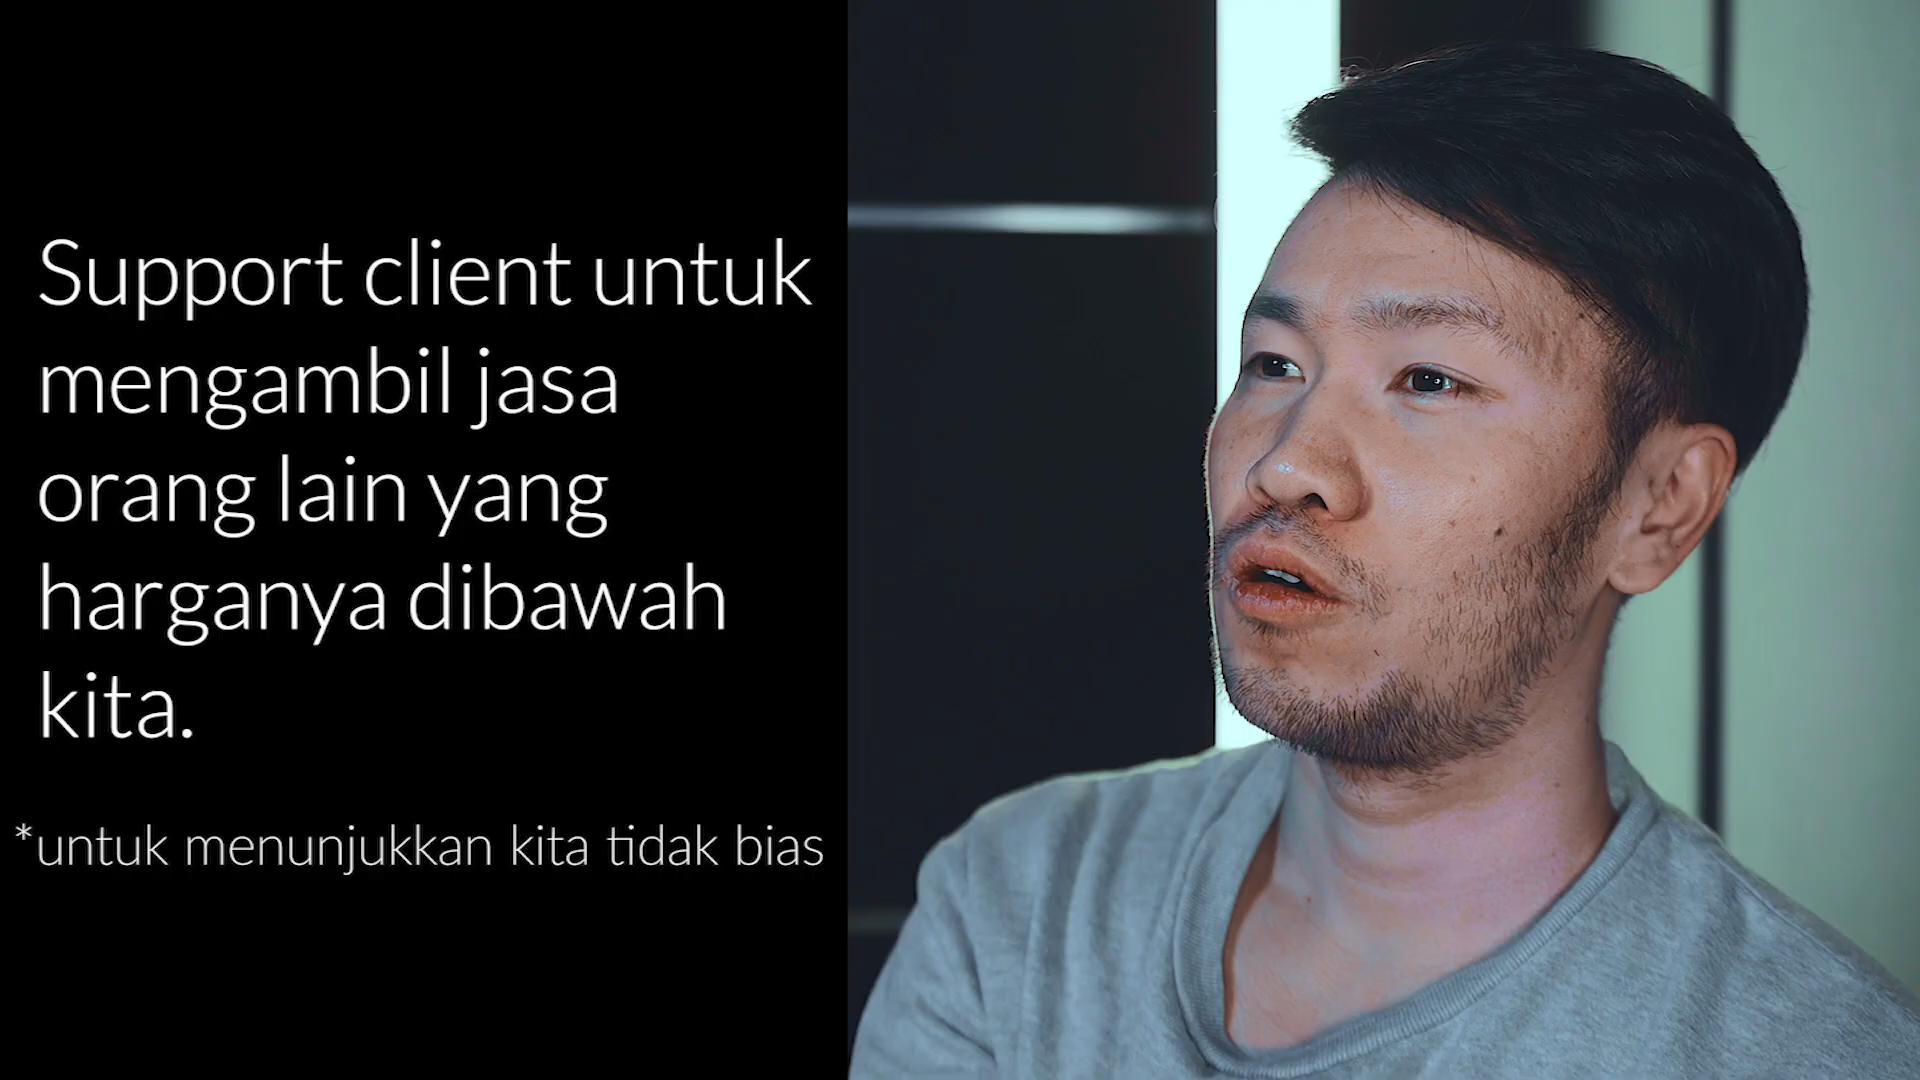 Support client untuk
mengambil jasa
orang lain yang
harganya dibawah
kita.
*untuk menunjukkan kita tidak bias